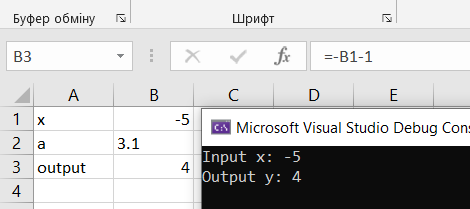 Буфер обміну Шрифт
B3 fx =-B1-1
A B C D E
1 x -5
2 a 3.1
3 output 4
4
C:\ Microsoft Visual Studio Debug Cons
Input x: -5
Output y: 4